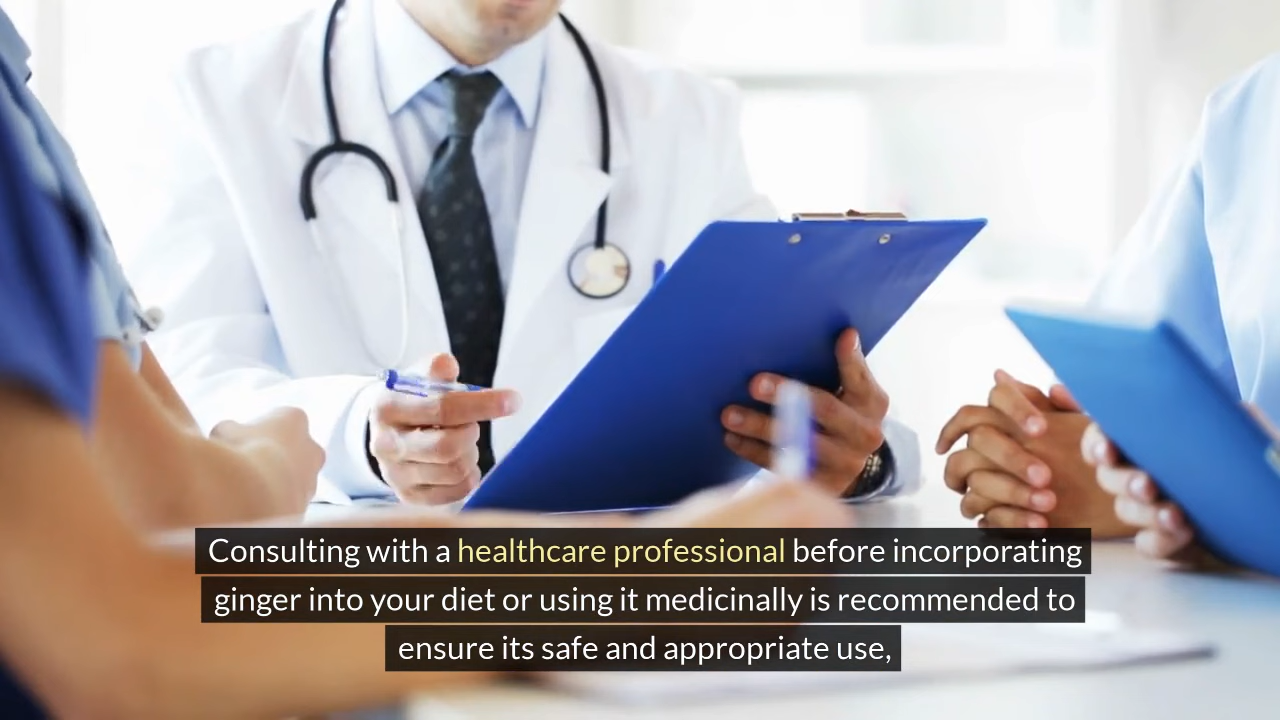 Consulting with a healthcare professional before incorporating
ginger into your diet or using it medicinally is recommended to
ensure its safe and appropriate use,